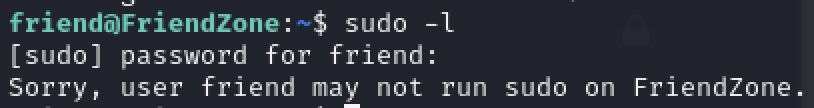 friend@FriendZone:~$ sudo -l
[sudo] password for friend:
Sorry, user friend may not run sudo on FriendZone.